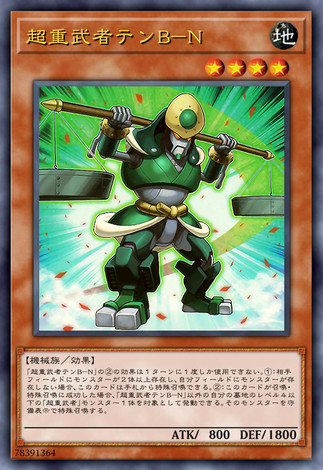 超重武者テンB－N
地
【機械族／効果】
「超重武者テンB－N」の②の効果は１ターンに１度しか使用できない。①：相手
フィールドにモンスターが２体以上存在し、自分フィールドにモンスターが存
在しない場合、このカードは手札から特殊召喚できる。②：このカードが召喚・
特殊召喚に成功した場合、「超重武者テンB－N」以外の自分の墓地のレベル４以
下の「超重武者」モンスター１体を対象として発動できる。そのモンスターを守
備表示で特殊召喚する。
ATK/ 800 DEF/1800
78391364